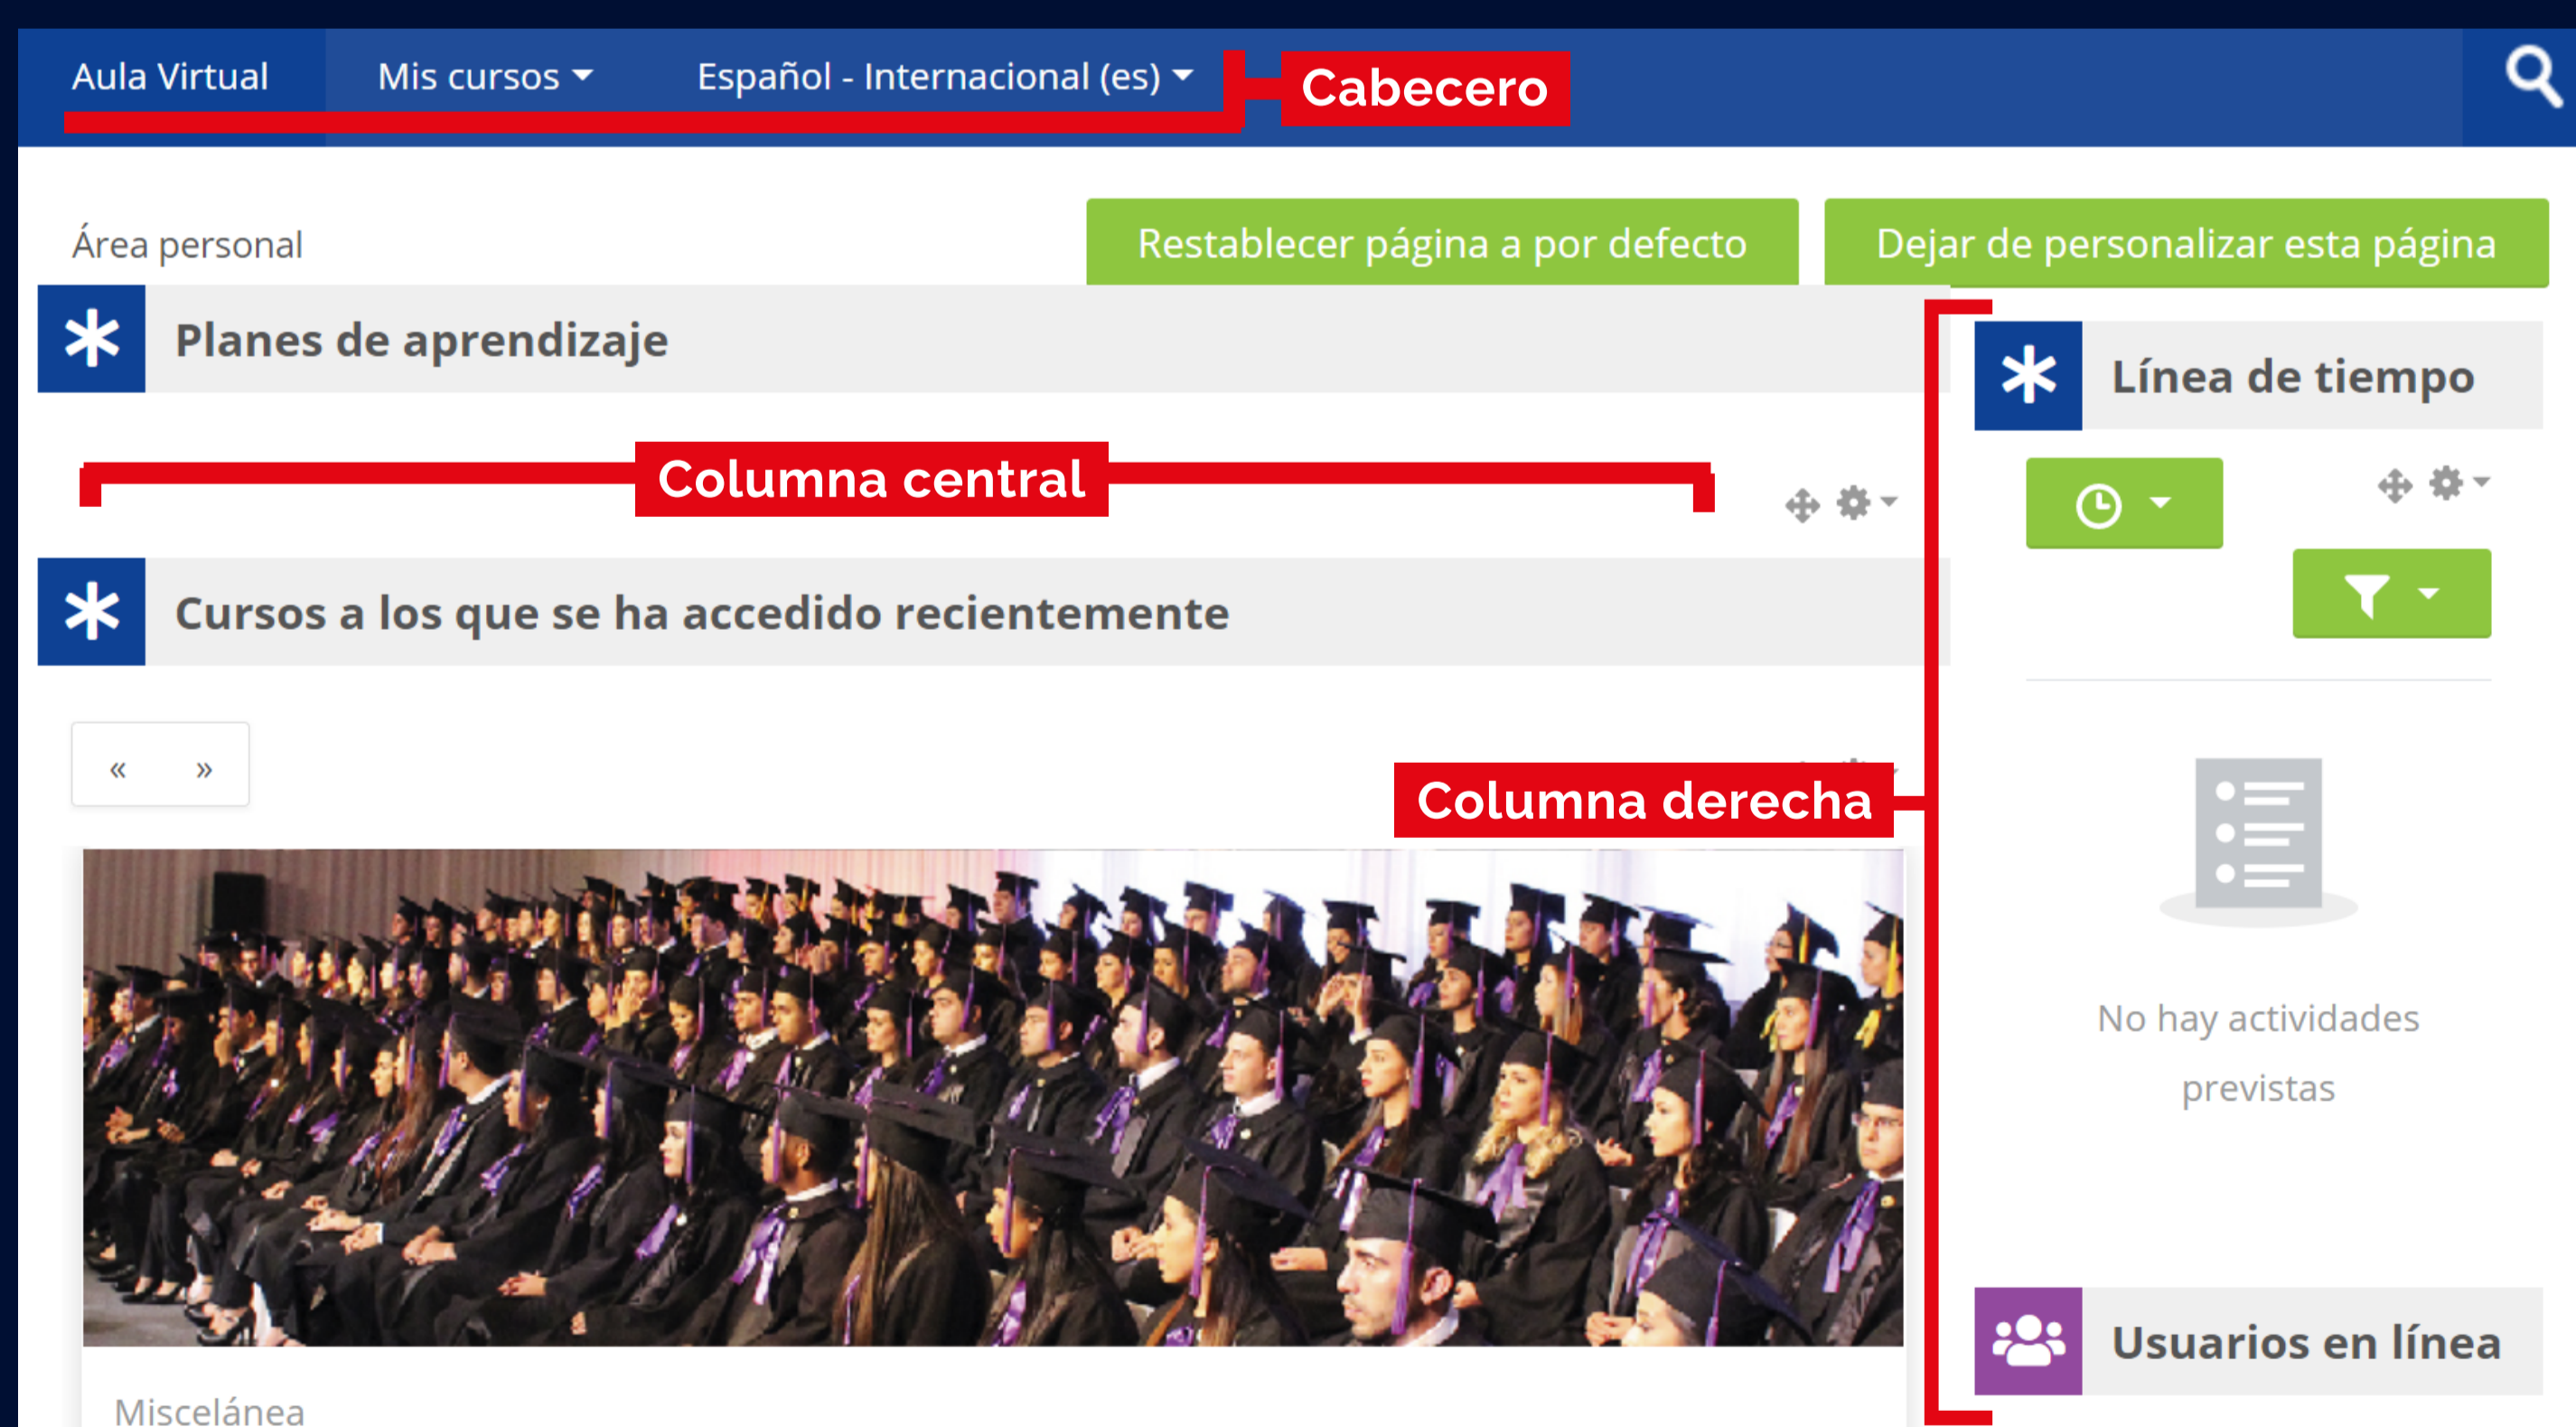 Aula Virtual
Mis cursos
Español - Internacional (es)
Cabecero
Área personal
Restablecer página a por defecto
Dejar de personalizar esta página
Planes de aprendizaje
Columna central
Cursos a los que se ha accedido recientemente
« »
Miscelánea
Columna derecha
Línea de tiempo
No hay actividades
previstas
Usuarios en línea